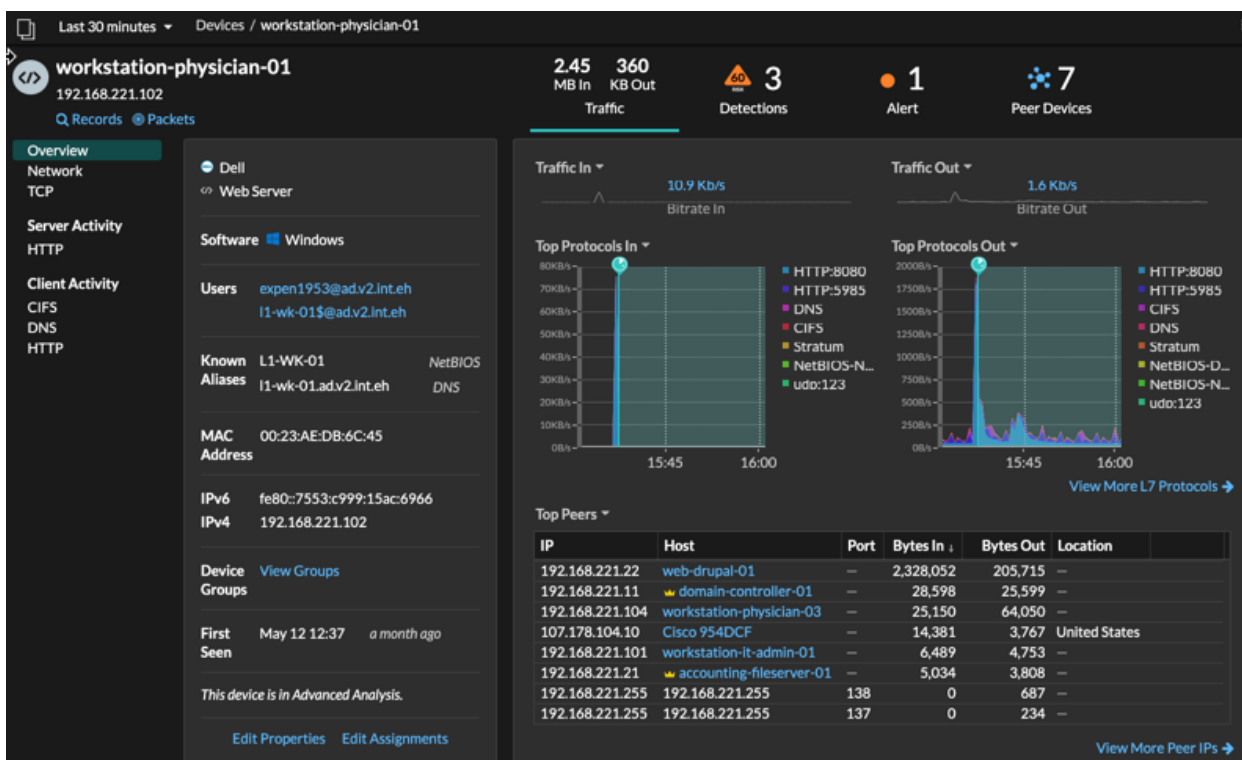 Last 30 minutes Devices / workstation-physician-01
workstation-physician-01
192.168.221.102
Records Packets
2.45 360
MB In KB Out
Traffic
60
RISK
3
Detections
1
Alert
7
Peer Devices
Overview
Network
TCP
Server Activity
HTTP
Client Activity
CIFS
DNS
HTTP
Dell
Web Server
Software Windows
Users expen1953@ad.v2.int.eh
l1-wk-01$@ad.v2.int.eh
Known Aliases
L1-WK-01 NetBIOS
l1-wk-01.ad.v2.int.eh DNS
MAC Address
00:23:AE:DB:6C:45
IPv6 fe80::7553:c999:15ac:6966
IPv4 192.168.221.102
Device Groups
View Groups
First Seen
May 12 12:37 a month ago
This device is in Advanced Analysis.
Edit Properties Edit Assignments
Traffic In
10.9 Kb/s
Bitrate In
Traffic Out
1.6 Kb/s
Bitrate Out
Top Protocols In
80KB/s
70KB/s
60KB/s
50KB/s
40KB/s
30KB/s
20KB/s
10KB/s
0B/s
15:45 16:00
HTTP:8080
HTTP:5985
DNS
CIFS
Stratum
NetBIOS-N...
udp:123
Top Protocols Out
2000B/s
1750B/s
1500B/s
1250B/s
1000B/s
750B/s
500B/s
250B/s
0B/s
15:45 16:00
HTTP:8080
HTTP:5985
CIFS
DNS
Stratum
NetBIOS-D...
NetBIOS-N...
udp:123
View More L7 Protocols
Top Peers
IP Host Port Bytes In ↓ Bytes Out Location
192.168.221.22 web-drupal-01 — 2,328,052 205,715 —
192.168.221.11 domain-controller-01 — 28,598 25,599 —
192.168.221.104 workstation-physician-03 — 25,150 64,050 —
107.178.104.10 Cisco 954DCF — 14,381 3,767 United States
192.168.221.101 workstation-it-admin-01 — 6,489 4,753 —
192.168.221.21 accounting-fileserver-01 — 5,034 3,808 —
192.168.221.255 192.168.221.255 138 0 687 —
192.168.221.255 192.168.221.255 137 0 234 —
View More Peer IPs